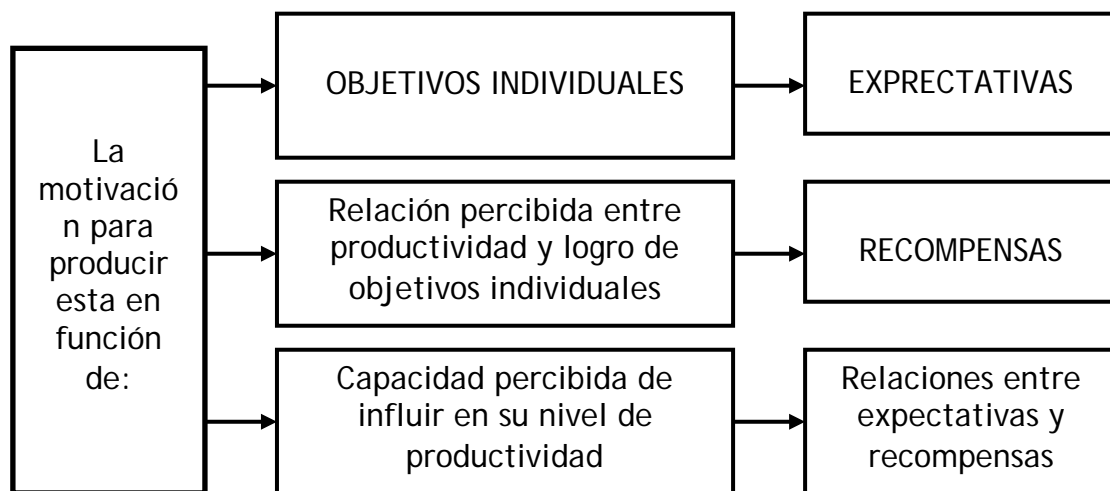 La
motivació
n para
producir
esta en
función
de:
OBJETIVOS INDIVIDUALES
EXPRECTATIVAS
Relación percibida entre
productividad y logro de
objetivos individuales
RECOMPENSAS
Capacidad percibida de
influir en su nivel de
productividad
Relaciones entre
expectativas y
recompensas